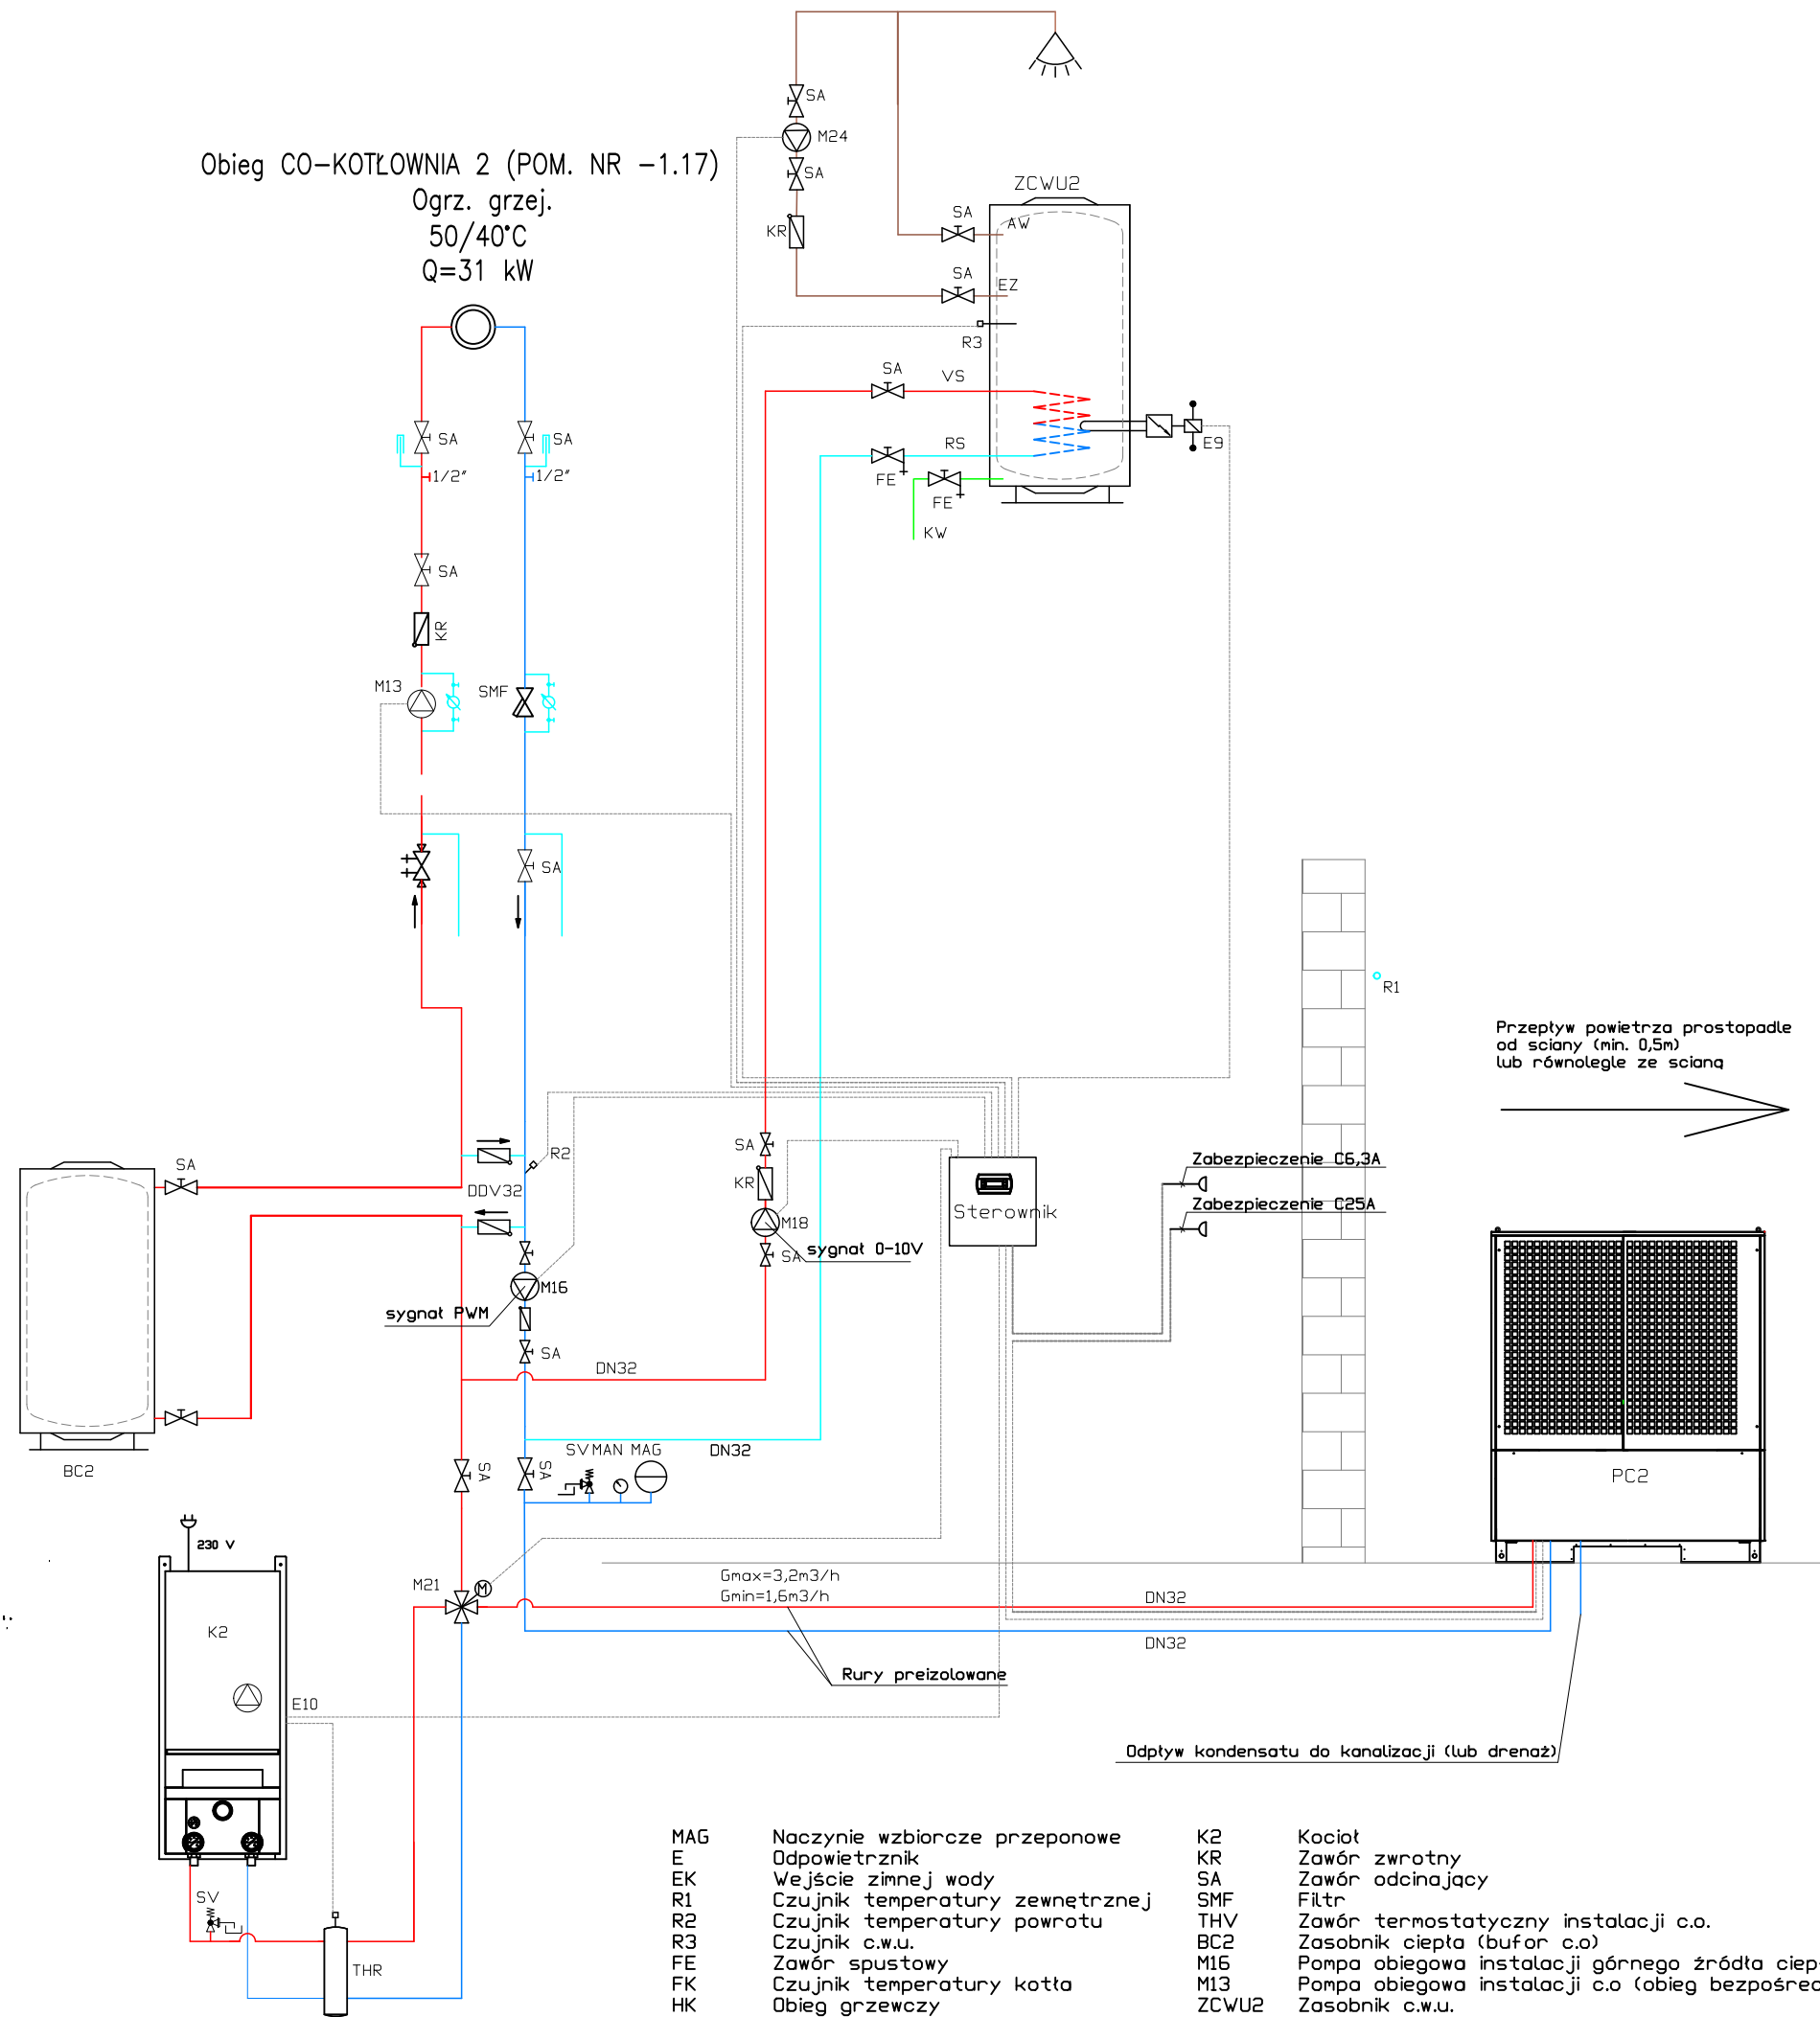 SA
M24
SA
KR
Obieg CO-KOTŁOWNIA 2 (POM. NR -1.17)
Ogrz. grzej.
50/40°C
Q=31 kW
ZCWU2
SA
AW
SA
EZ
R3
SA
VS
RS
FE
FE
KW
E9
SA
SA
1/2"
1/2"
SA
KR
M13
SMF
SA
R1
Przepływ powietrza prostopadle
od sciany (min. 0,5m)
lub równolegle ze scianą
SA
R2
DDV32
SA
KR
M18
SA
sygnał 0-10V
Sterownik
Zabezpieczenie C6,3A
Zabezpieczenie C25A
M16
sygnał PWM
SA
DN32
DN32
BC2
SA
SA
SV MAN MAG
PC2
230 V
M21
M
Gmax=3,2m3/h
Gmin=1,6m3/h
DN32
DN32
K2
Rury preizolowane
E10
Odpływ kondensatu do kanalizacji (lub drenaż)
SV
THR
MAG Naczynie wzbiorcze przeponowe
E Odpowietrznik
EK Wejście zimnej wody
R1 Czujnik temperatury zewnętrznej
R2 Czujnik temperatury powrotu
R3 Czujnik c.w.u.
FE Zawór spustowy
FK Czujnik temperatury kotła
HK Obieg grzewczy
K2 Kocioł
KR Zawór zwrotny
SA Zawór odcinający
SMF Filtr
THV Zawór termostatyczny instalacji c.o.
BC2 Zasobnik ciepła (bufor c.o)
M16 Pompa obiegowa instalacji górnego źródła ciep
M13 Pompa obiegowa instalacji c.o (obieg bezpośred
ZCWU2 Zasobnik c.w.u.